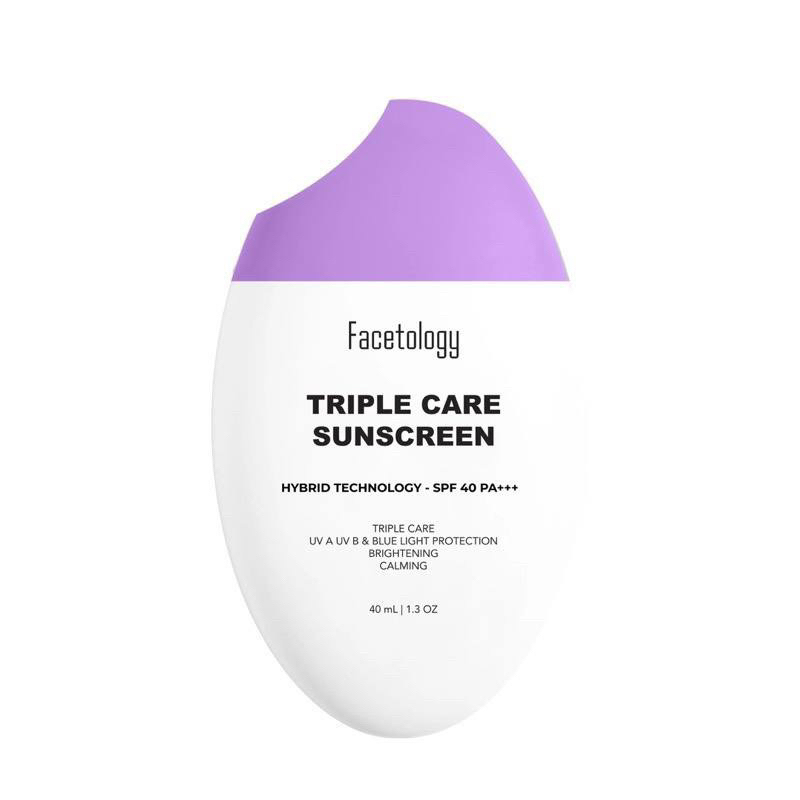 Facetology
TRIPLE CARE
SUNSCREEN
HYBRID TECHNOLOGY - SPF 40 PA+++
TRIPLE CARE
UV A UV B & BLUE LIGHT PROTECTION
BRIGHTENING
CALMING
40 mL | 1.3 OZ